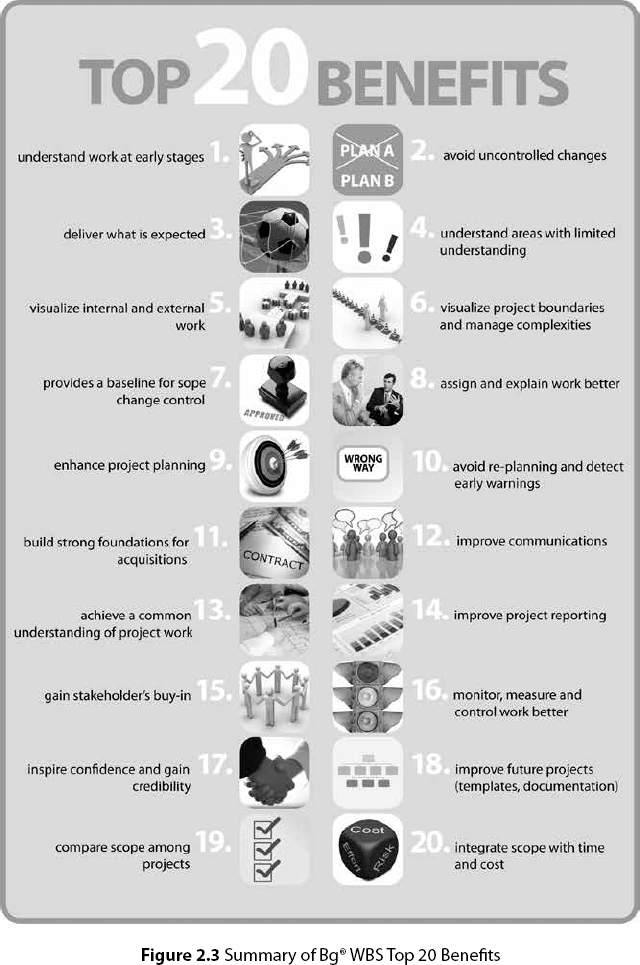 TOP 20 BENEFITS
understand work at early stages 1.
PLAN A
PLAN B
2. avoid uncontrolled changes
deliver what is expected 3.
4. understand areas with limited
understanding
visualize internal and external 5.
work
6. visualize project boundaries
and manage complexities
provides a baseline for sope 7.
change control
APPROVED
8. assign and explain work better
enhance project planning 9.
WRONG
WAY
10. avoid re-planning and detect
early warnings
build strong foundations for 11.
acquisitions
CONTRACT
12. improve communications
achieve a common 13.
understanding of project work
14. improve project reporting
gain stakeholder's buy-in 15.
16. monitor, measure and
control work better
inspire confidence and gain 17.
credibility
18. improve future projects
(templates, documentation)
compare scope among 19.
projects
Cost
Effort
Risk
20. integrate scope with time
and cost
Figure 2.3 Summary of Bg® WBS Top 20 Benefits